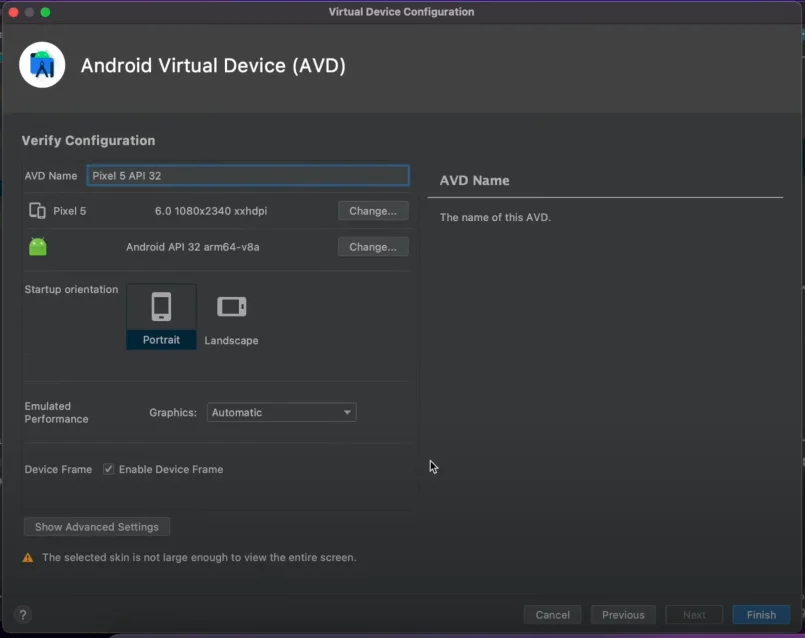 Virtual Device Configuration
Android Virtual Device (AVD)
Verify Configuration
AVD Name
Pixel 5 API 32
AVD Name
The name of this AVD.
Pixel 5
6.0 1080x2340 xxhdpi
Change...
Android API 32 arm64-v8a
Change...
Startup orientation
Portrait
Landscape
Emulated
Performance
Graphics:
Automatic
Device Frame
Enable Device Frame
Show Advanced Settings
The selected skin is not large enough to view the entire screen.
?
Cancel
Previous
Next
Finish